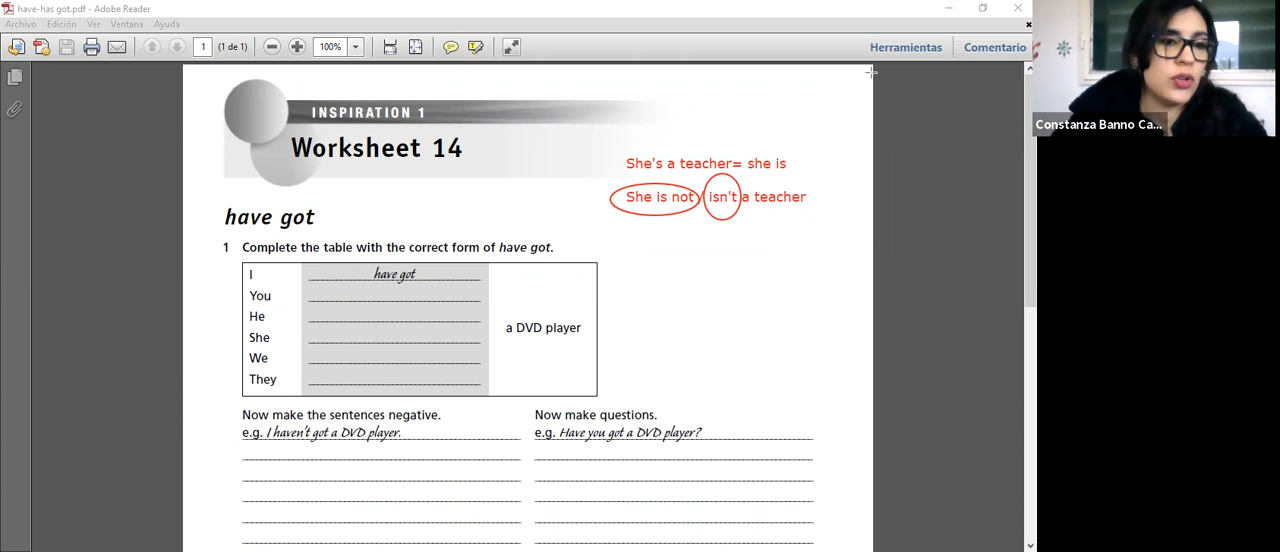 have-has got.pdf - Adobe Reader
Archivo Edición Ver Ventana Ayuda
1 (1 de 1) 100% Herramientas Comentario
INSPIRATION 1
Worksheet 14
She's a teacher= she is
She is not / isn't a teacher
have got
1 Complete the table with the correct form of have got.
I have got
You
He
She
We
They
a DVD player
Now make the sentences negative.
e.g. I haven't got a DVD player.
Now make questions.
e.g. Have you got a DVD player?
Constanza Banno Ca...